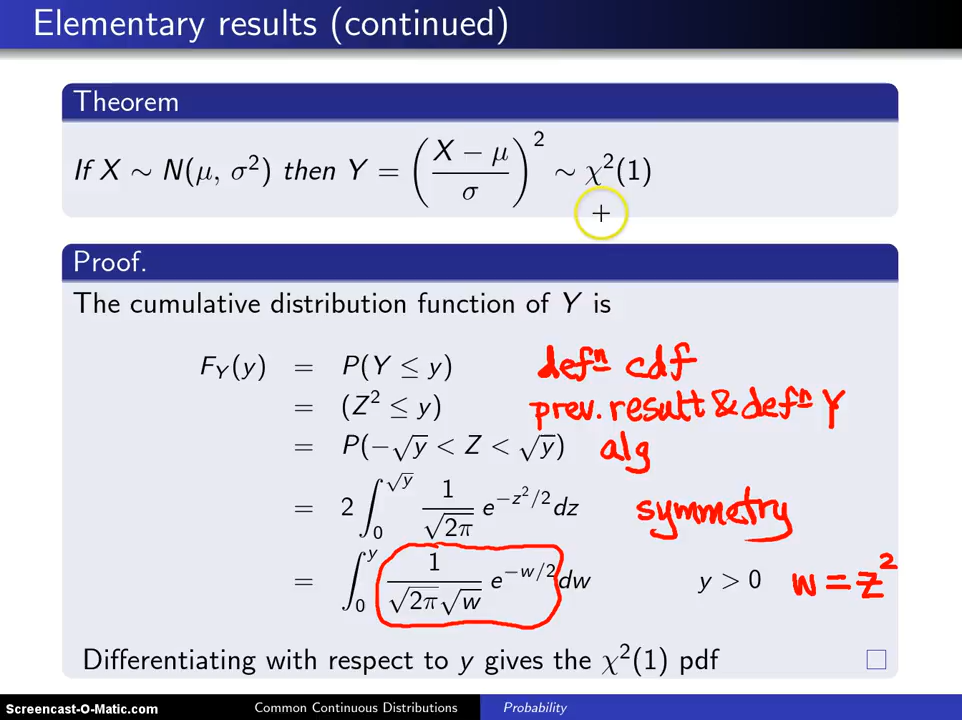 Elementary results (continued)
Theorem
If X ∼ N(μ, σ²) then Y = ((X − μ)/σ)² ∼ χ²(1)
Proof.
The cumulative distribution function of Y is
F_Y(y) = P(Y ≤ y) defⁿ cdf
= (Z² ≤ y) prev. result & defⁿ Y
= P(−√y < Z < √y) alg
= 2 ∫₀^√y 1/√(2π) e^(−z²/2) dz symmetry
= ∫₀^y 1/(√(2π)√w) e^(−w/2) dw y > 0 w = z²
Differentiating with respect to y gives the χ²(1) pdf □
Screencast-O-Matic.com Common Continuous Distributions Probability